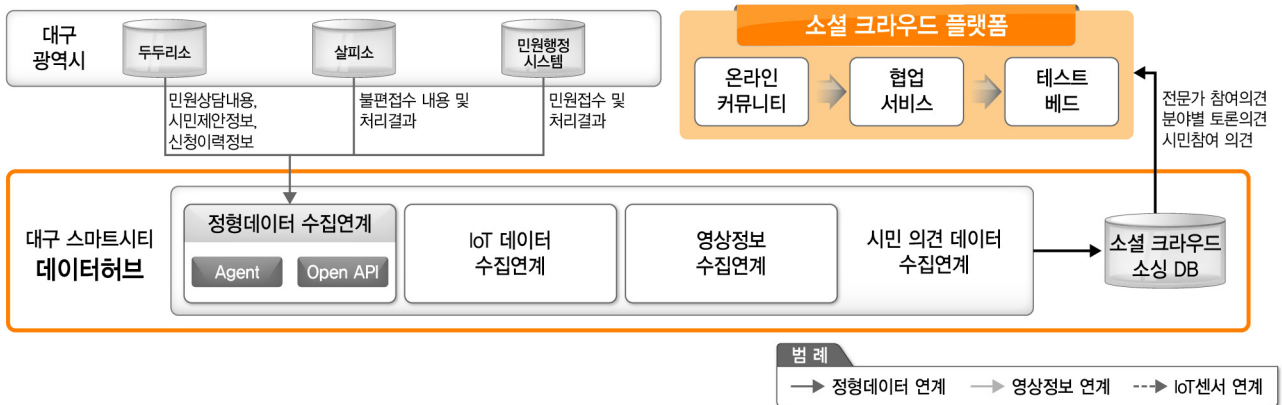 대구
광역시
두두리소
살피소
민원행정
시스템
민원상담내용,
시민제안정보,
신청이력정보
불편접수 내용 및
처리결과
민원접수 및
처리결과
소셜 크라우드 플랫폼
온라인
커뮤니티
협업
서비스
테스트
베드
전문가 참여의견
분야별 토론의견
시민참여 의견
대구 스마트시티
데이터허브
정형데이터 수집연계
Agent
Open API
IoT 데이터
수집연계
영상정보
수집연계
시민 의견 데이터
수집연계
소셜 크라우드
소싱 DB
범 례
정형데이터 연계
영상정보 연계
IoT센서 연계